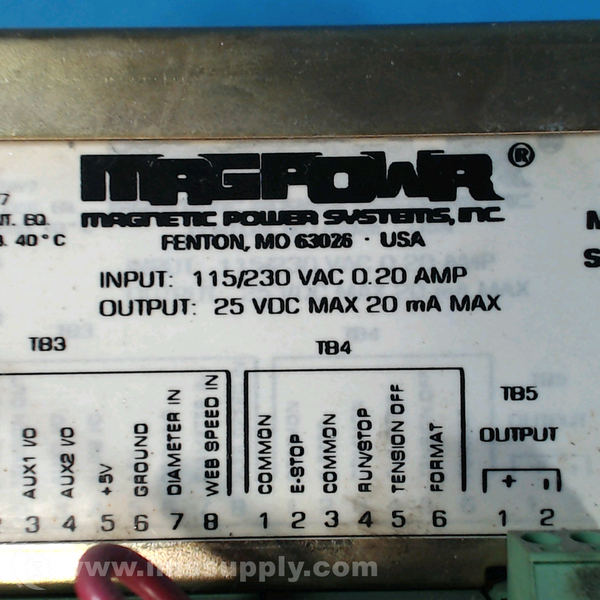 MAGPOWR®
MAGNETIC POWER SYSTEMS, INC.
FENTON, MO 63026 · USA
40°C
INPUT: 115/230 VAC 0.20 AMP
OUTPUT: 25 VDC MAX 20 mA MAX
TB3
TB4
TB5
OUTPUT
+ -
AUX1 I/O
AUX2 I/O
+5V
GROUND
DIAMETER IN
WEB SPEED IN
COMMON
E-STOP
COMMON
RUN/STOP
TENSION OFF
FORMAT
3 4 5 6 7 8 1 2 3 4 5 6 1 2